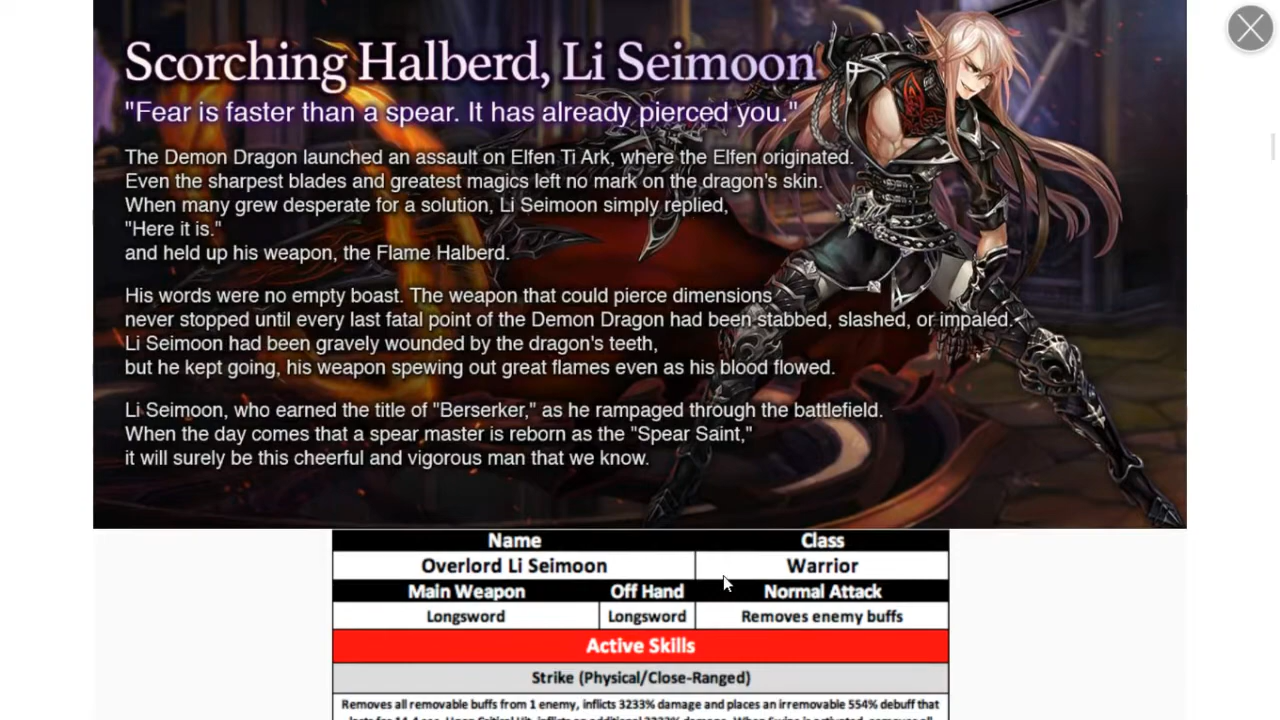 Scorching Halberd, Li Seimoon
"Fear is faster than a spear. It has already pierced you."
The Demon Dragon launched an assault on Elfen Ti Ark, where the Elfen originated.
Even the sharpest blades and greatest magics left no mark on the dragon's skin.
When many grew desperate for a solution, Li Seimoon simply replied,
"Here it is."
and held up his weapon, the Flame Halberd.
His words were no empty boast. The weapon that could pierce dimensions
never stopped until every last fatal point of the Demon Dragon had been stabbed, slashed, or impaled.
Li Seimoon had been gravely wounded by the dragon's teeth,
but he kept going, his weapon spewing out great flames even as his blood flowed.
Li Seimoon, who earned the title of "Berserker," as he rampaged through the battlefield.
When the day comes that a spear master is reborn as the "Spear Saint,"
it will surely be this cheerful and vigorous man that we know.
Name Class
Overlord Li Seimoon Warrior
Main Weapon Off Hand Normal Attack
Longsword Longsword Removes enemy buffs
Active Skills
Strike (Physical/Close-Ranged)
Removes all removable buffs from 1 enemy, inflicts 3233% damage and places an irremovable 554% debuff that